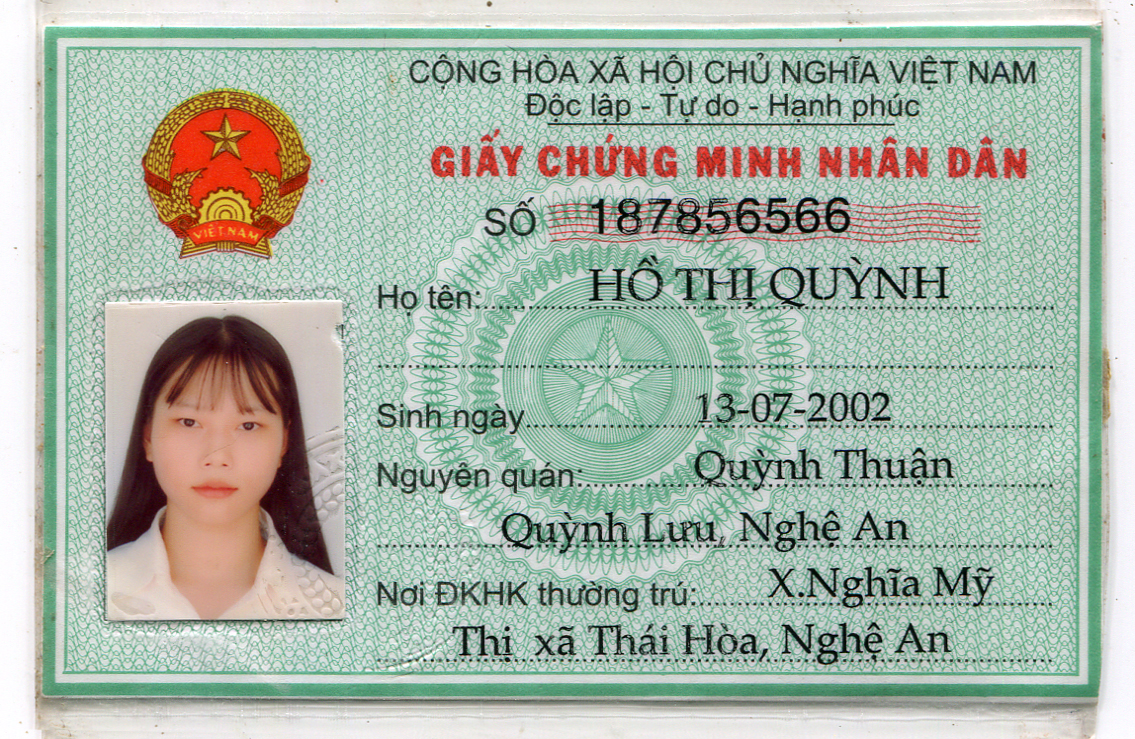 CỘNG HÒA XÃ HỘI CHỦ NGHĨA VIỆT NAM
Độc lập - Tự do - Hạnh phúc
GIẤY CHỨNG MINH NHÂN DÂN
SỐ 187856566
VIỆT NAM
Họ tên: HỒ THỊ QUỲNH
Sinh ngày 13-07-2002
Nguyên quán: Quỳnh Thuận
Quỳnh Lưu, Nghệ An
Nơi ĐKHK thường trú: X.Nghĩa Mỹ
Thị xã Thái Hòa, Nghệ An